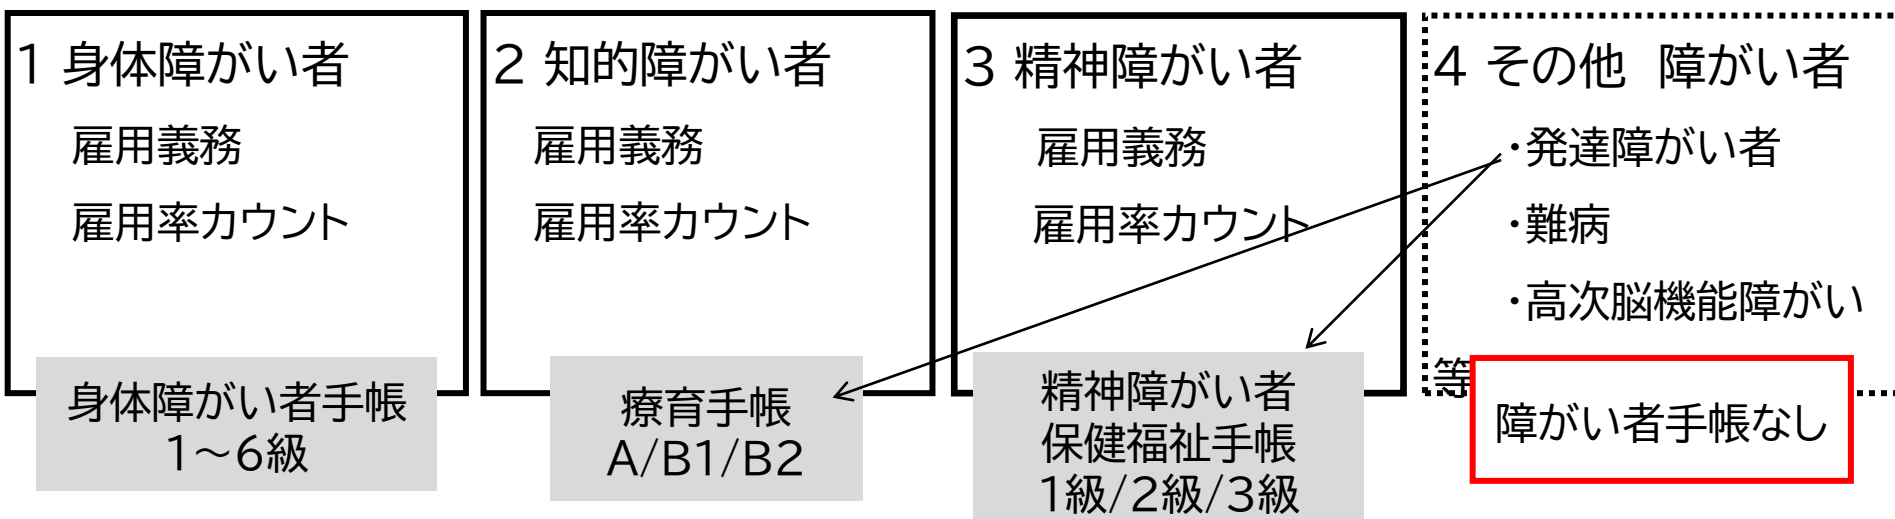 1 身体障がい者
雇用義務
雇用率カウント
身体障がい者手帳
1～6級
2 知的障がい者
雇用義務
雇用率カウント
療育手帳
A/B1/B2
3 精神障がい者
雇用義務
雇用率カウント
精神障がい者
保健福祉手帳
1級/2級/3級
4 その他　障がい者
・発達障がい者
・難病
・高次脳機能障がい
等
障がい者手帳なし